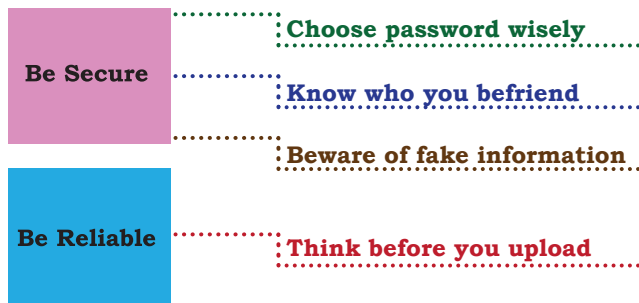 Be Secure
Choose password wisely
Know who you befriend
Beware of fake information
Be Reliable
Think before you upload